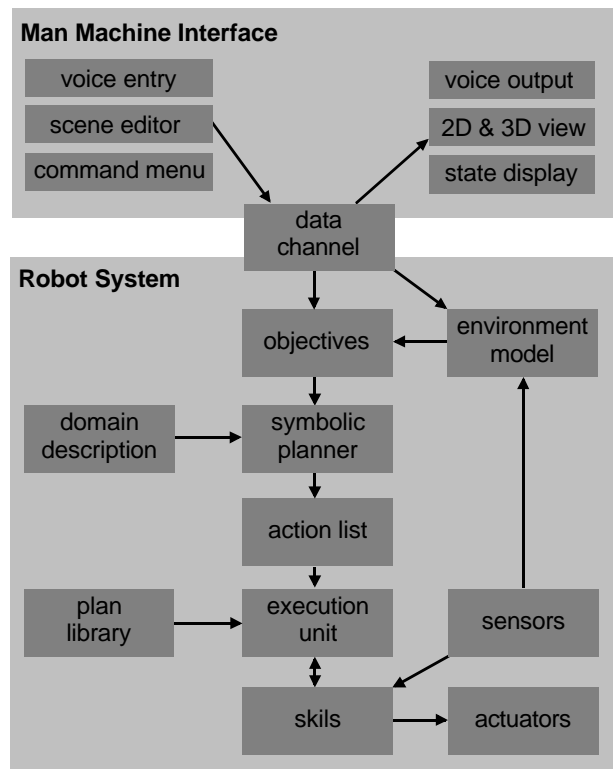 Man Machine Interface
voice entry
scene editor
command menu
voice output
2D & 3D view
state display
data
channel
Robot System
objectives
environment
model
domain
description
symbolic
planner
action list
plan
library
execution
unit
sensors
skils
actuators